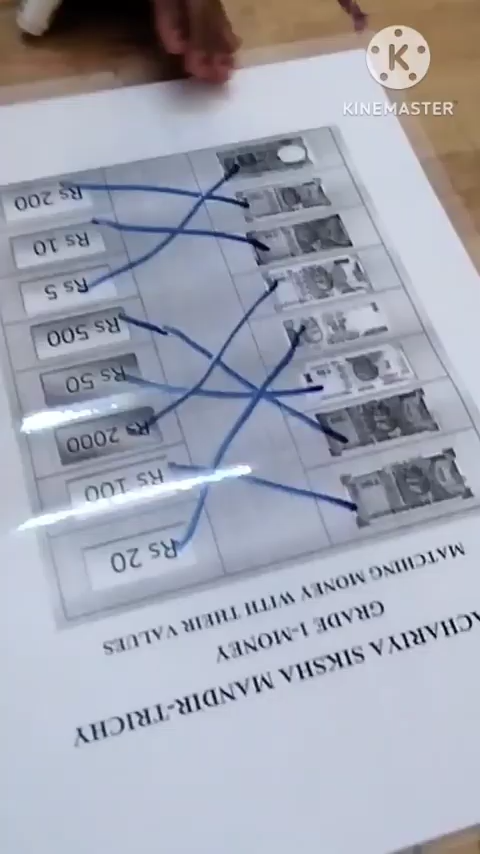 KINEMASTER
ACHARIYA SIKSHA MANDIR-TRICHY
GRADE 1-MONEY
MATCHING MONEY WITH THEIR VALUES
Rs 20
Rs 100
Rs 2000
Rs 50
Rs 500
Rs 5
Rs 10
Rs 200